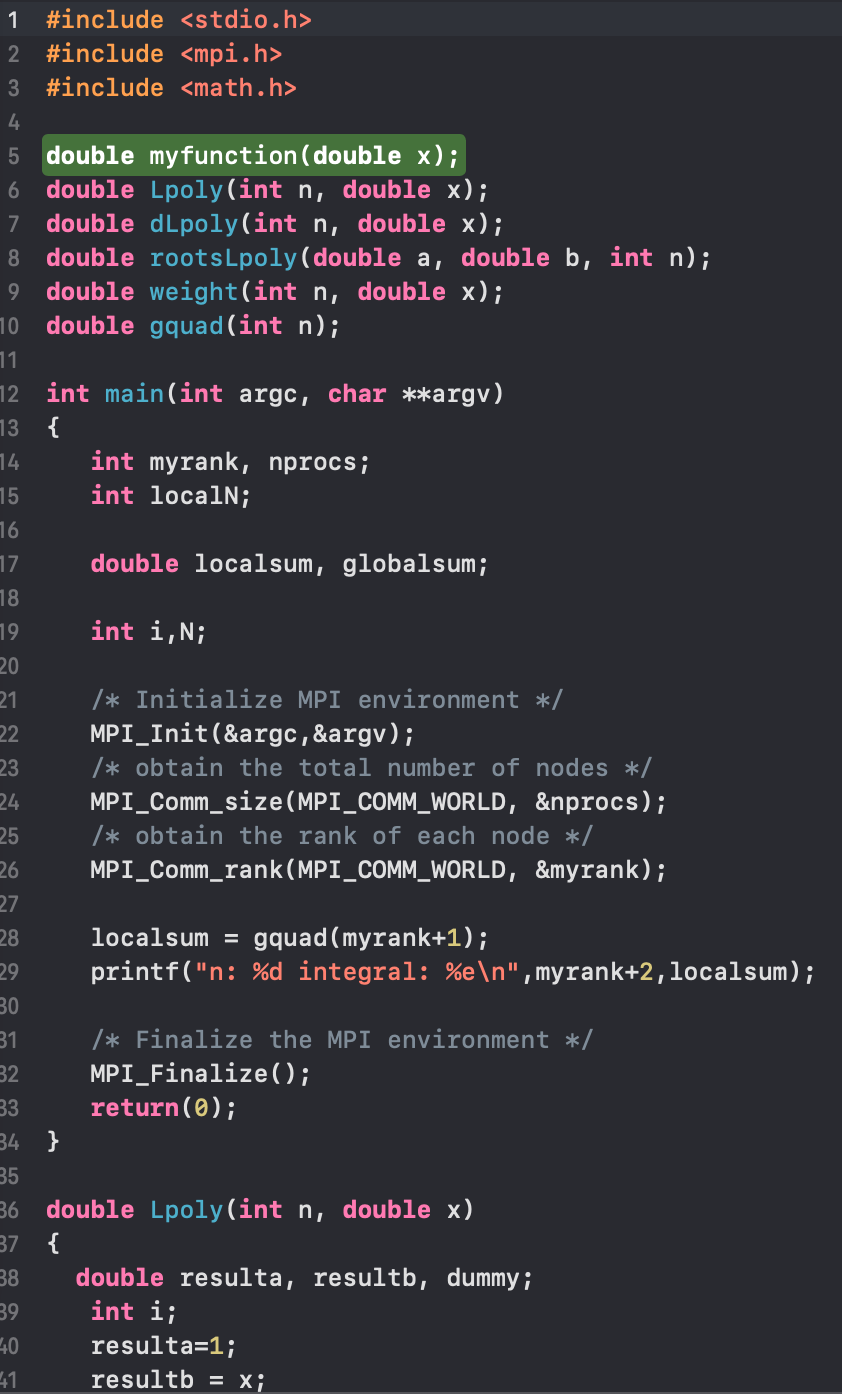 1 #include <stdio.h>
2 #include <mpi.h>
3 #include <math.h>
4
5 double myfunction(double x);
6 double Lpoly(int n, double x);
7 double dLpoly(int n, double x);
8 double rootsLpoly(double a, double b, int n);
9 double weight(int n, double x);
10 double gquad(int n);
11
12 int main(int argc, char **argv)
13 {
14    int myrank, nprocs;
15    int localN;
16
17    double localsum, globalsum;
18
19    int i,N;
20
21    /* Initialize MPI environment */
22    MPI_Init(&argc,&argv);
23    /* obtain the total number of nodes */
24    MPI_Comm_size(MPI_COMM_WORLD, &nprocs);
25    /* obtain the rank of each node */
26    MPI_Comm_rank(MPI_COMM_WORLD, &myrank);
27
28    localsum = gquad(myrank+1);
29    printf("n: %d integral: %e\n",myrank+2,localsum);
30
31    /* Finalize the MPI environment */
32    MPI_Finalize();
33    return(0);
34 }
35
36 double Lpoly(int n, double x)
37 {
38   double resulta, resultb, dummy;
39    int i;
40    resulta=1;
41    resultb = x;